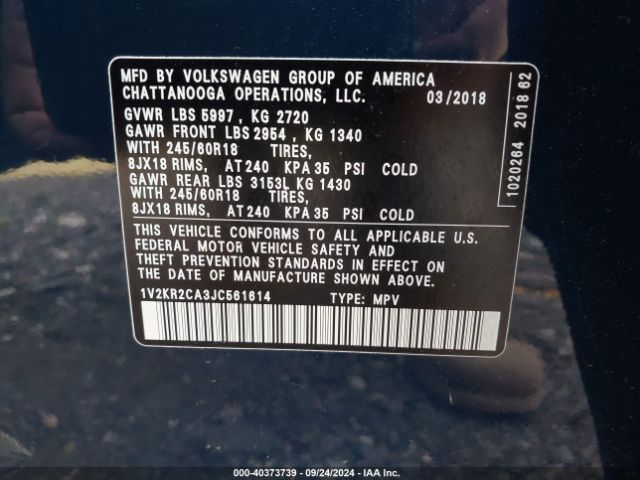 MFD BY VOLKSWAGEN GROUP OF AMERICA
CHATTANOOGA OPERATIONS, LLC. 03/2018
GVWR LBS 5997 , KG 2720
GAWR FRONT LBS 2954 , KG 1340
WITH 245/60R18 TIRES,
8JX18 RIMS, AT 240 KPA 35 PSI COLD
GAWR REAR LBS 3153L KG 1430
WITH 245/60R18 TIRES,
8JX18 RIMS, AT 240 KPA 35 PSI COLD
THIS VEHICLE CONFORMS TO ALL APPLICABLE U.S.
FEDERAL MOTOR VEHICLE SAFETY AND
THEFT PREVENTION STANDARDS IN EFFECT ON
THE DATE OF MANUFACTURE SHOWN ABOVE.
1V2KR2CA3JC561614 TYPE: MPV
1020264 2018 62
000-40373739 - 09/24/2024 - IAA Inc.